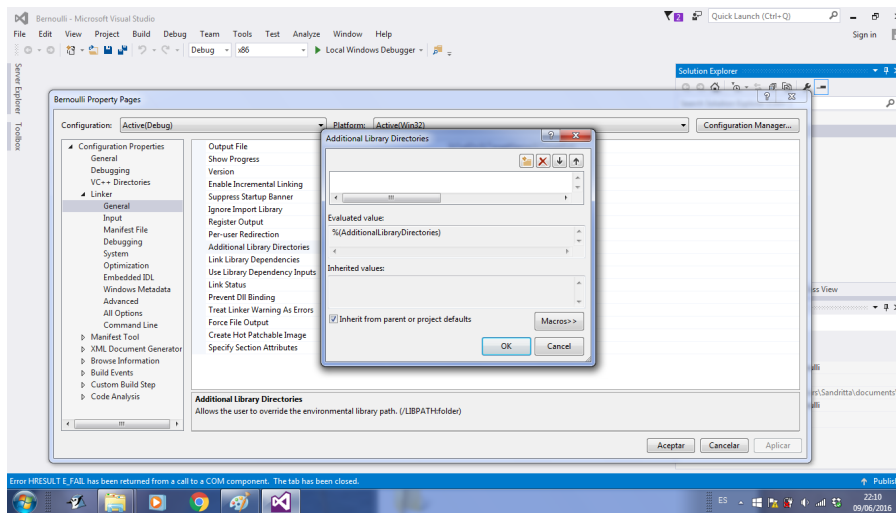 Bernoulli - Microsoft Visual Studio
2
Quick Launch (Ctrl+Q)
File Edit View Project Build Debug Team Tools Test Analyze Window Help
Sign in
Debug x86 Local Windows Debugger
Server Explorer
Toolbox
Solution Explorer
Bernoulli Property Pages
Configuration: Active(Debug) Platform: Active(Win32) Configuration Manager...
Configuration Properties
General
Debugging
VC++ Directories
Linker
General
Input
Manifest File
Debugging
System
Optimization
Embedded IDL
Windows Metadata
Advanced
All Options
Command Line
Manifest Tool
XML Document Generator
Browse Information
Build Events
Custom Build Step
Code Analysis
Output File
Show Progress
Version
Enable Incremental Linking
Suppress Startup Banner
Ignore Import Library
Register Output
Per-user Redirection
Additional Library Directories
Link Library Dependencies
Use Library Dependency Inputs
Link Status
Prevent Dll Binding
Treat Linker Warning As Errors
Force File Output
Create Hot Patchable Image
Specify Section Attributes
Additional Library Directories
Evaluated value:
%(AdditionalLibraryDirectories)
Inherited values:
Inherit from parent or project defaults
Macros>>
OK Cancel
Additional Library Directories
Allows the user to override the environmental library path. (/LIBPATH:folder)
Aceptar Cancelar Aplicar
ss View
rs\Sandritta\documents
Error HRESULT E_FAIL has been returned from a call to a COM component. The tab has been closed.
Publis
ES
22:10
09/06/2016